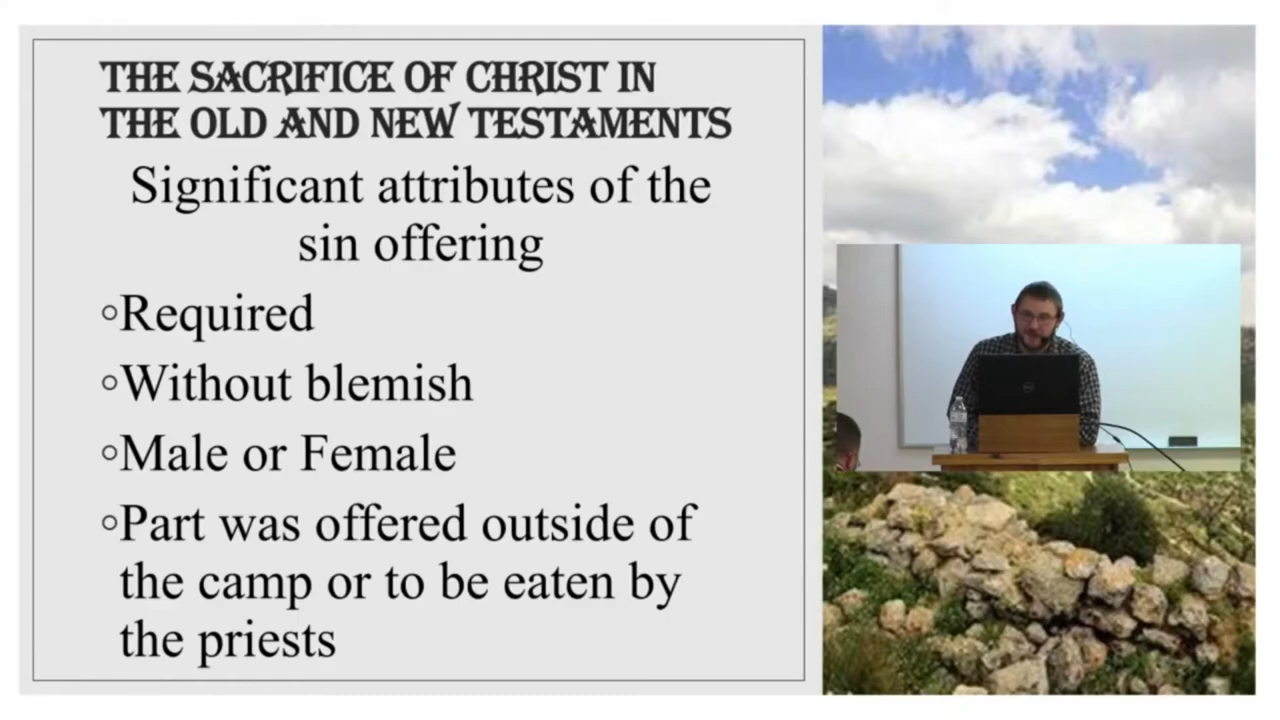 THE SACRIFICE OF CHRIST IN
THE OLD AND NEW TESTAMENTS
Significant attributes of the
sin offering
◦Required
◦Without blemish
◦Male or Female
◦Part was offered outside of
the camp or to be eaten by
the priests